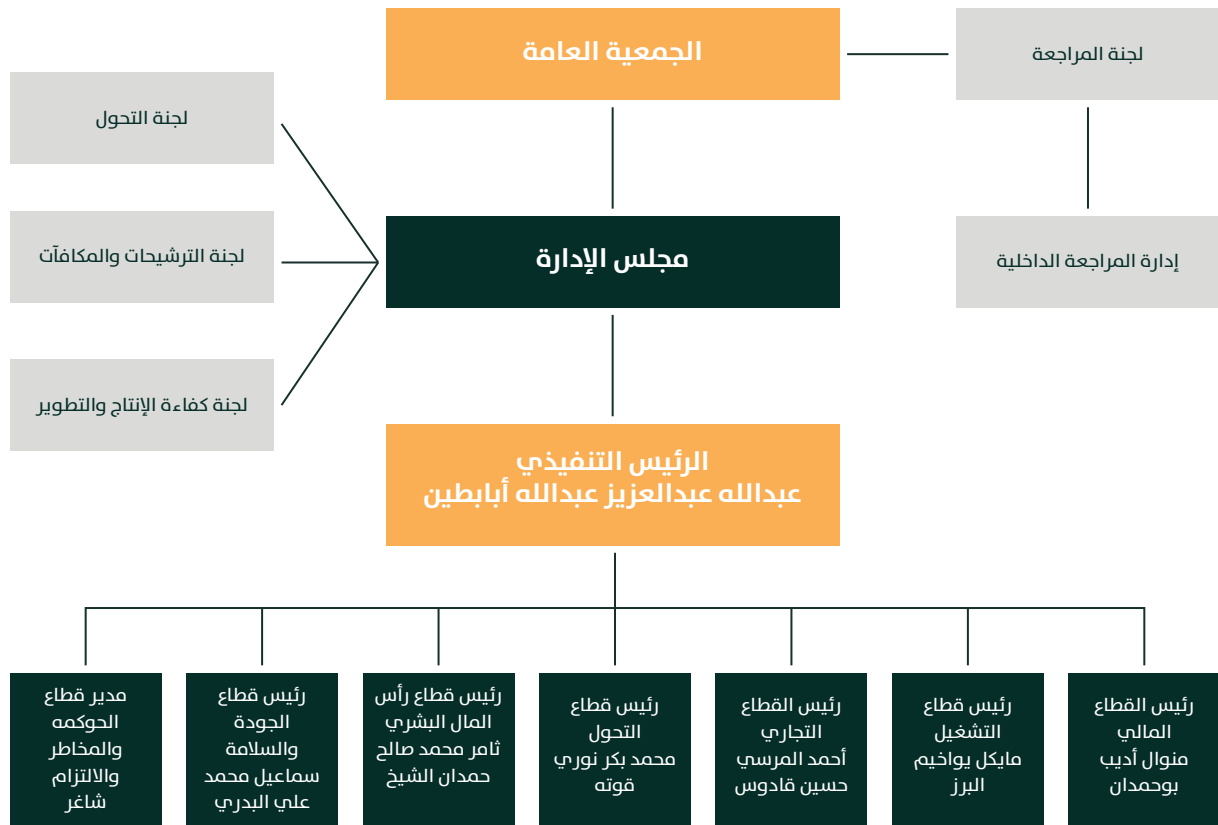 الجمعية العامة
لجنة المراجعة
لجنة التحول
مجلس الإدارة
إدارة المراجعة الداخلية
لجنة الترشيحات والمكافآت
لجنة كفاءة الإنتاج والتطوير
الرئيس التنفيذي
عبدالله عبدالعزيز عبدالله أبابطين
رئيس القطاع
المالي
منوال أديب
بوحمدان
رئيس قطاع
التشغيل
مايكل يواخيم
البرز
رئيس القطاع
التجاري
أحمد المرسي
حسين قادوس
رئيس قطاع
التحول
محمد بكر نوري
قوته
رئيس قطاع رأس
المال البشري
ثامر محمد صالح
حمدان الشيخ
رئيس قطاع
الجودة
والسلامة
سماعيل محمد
علي البدري
مدير قطاع
الحوكمه
والمخاطر
والالتزام
شاغر